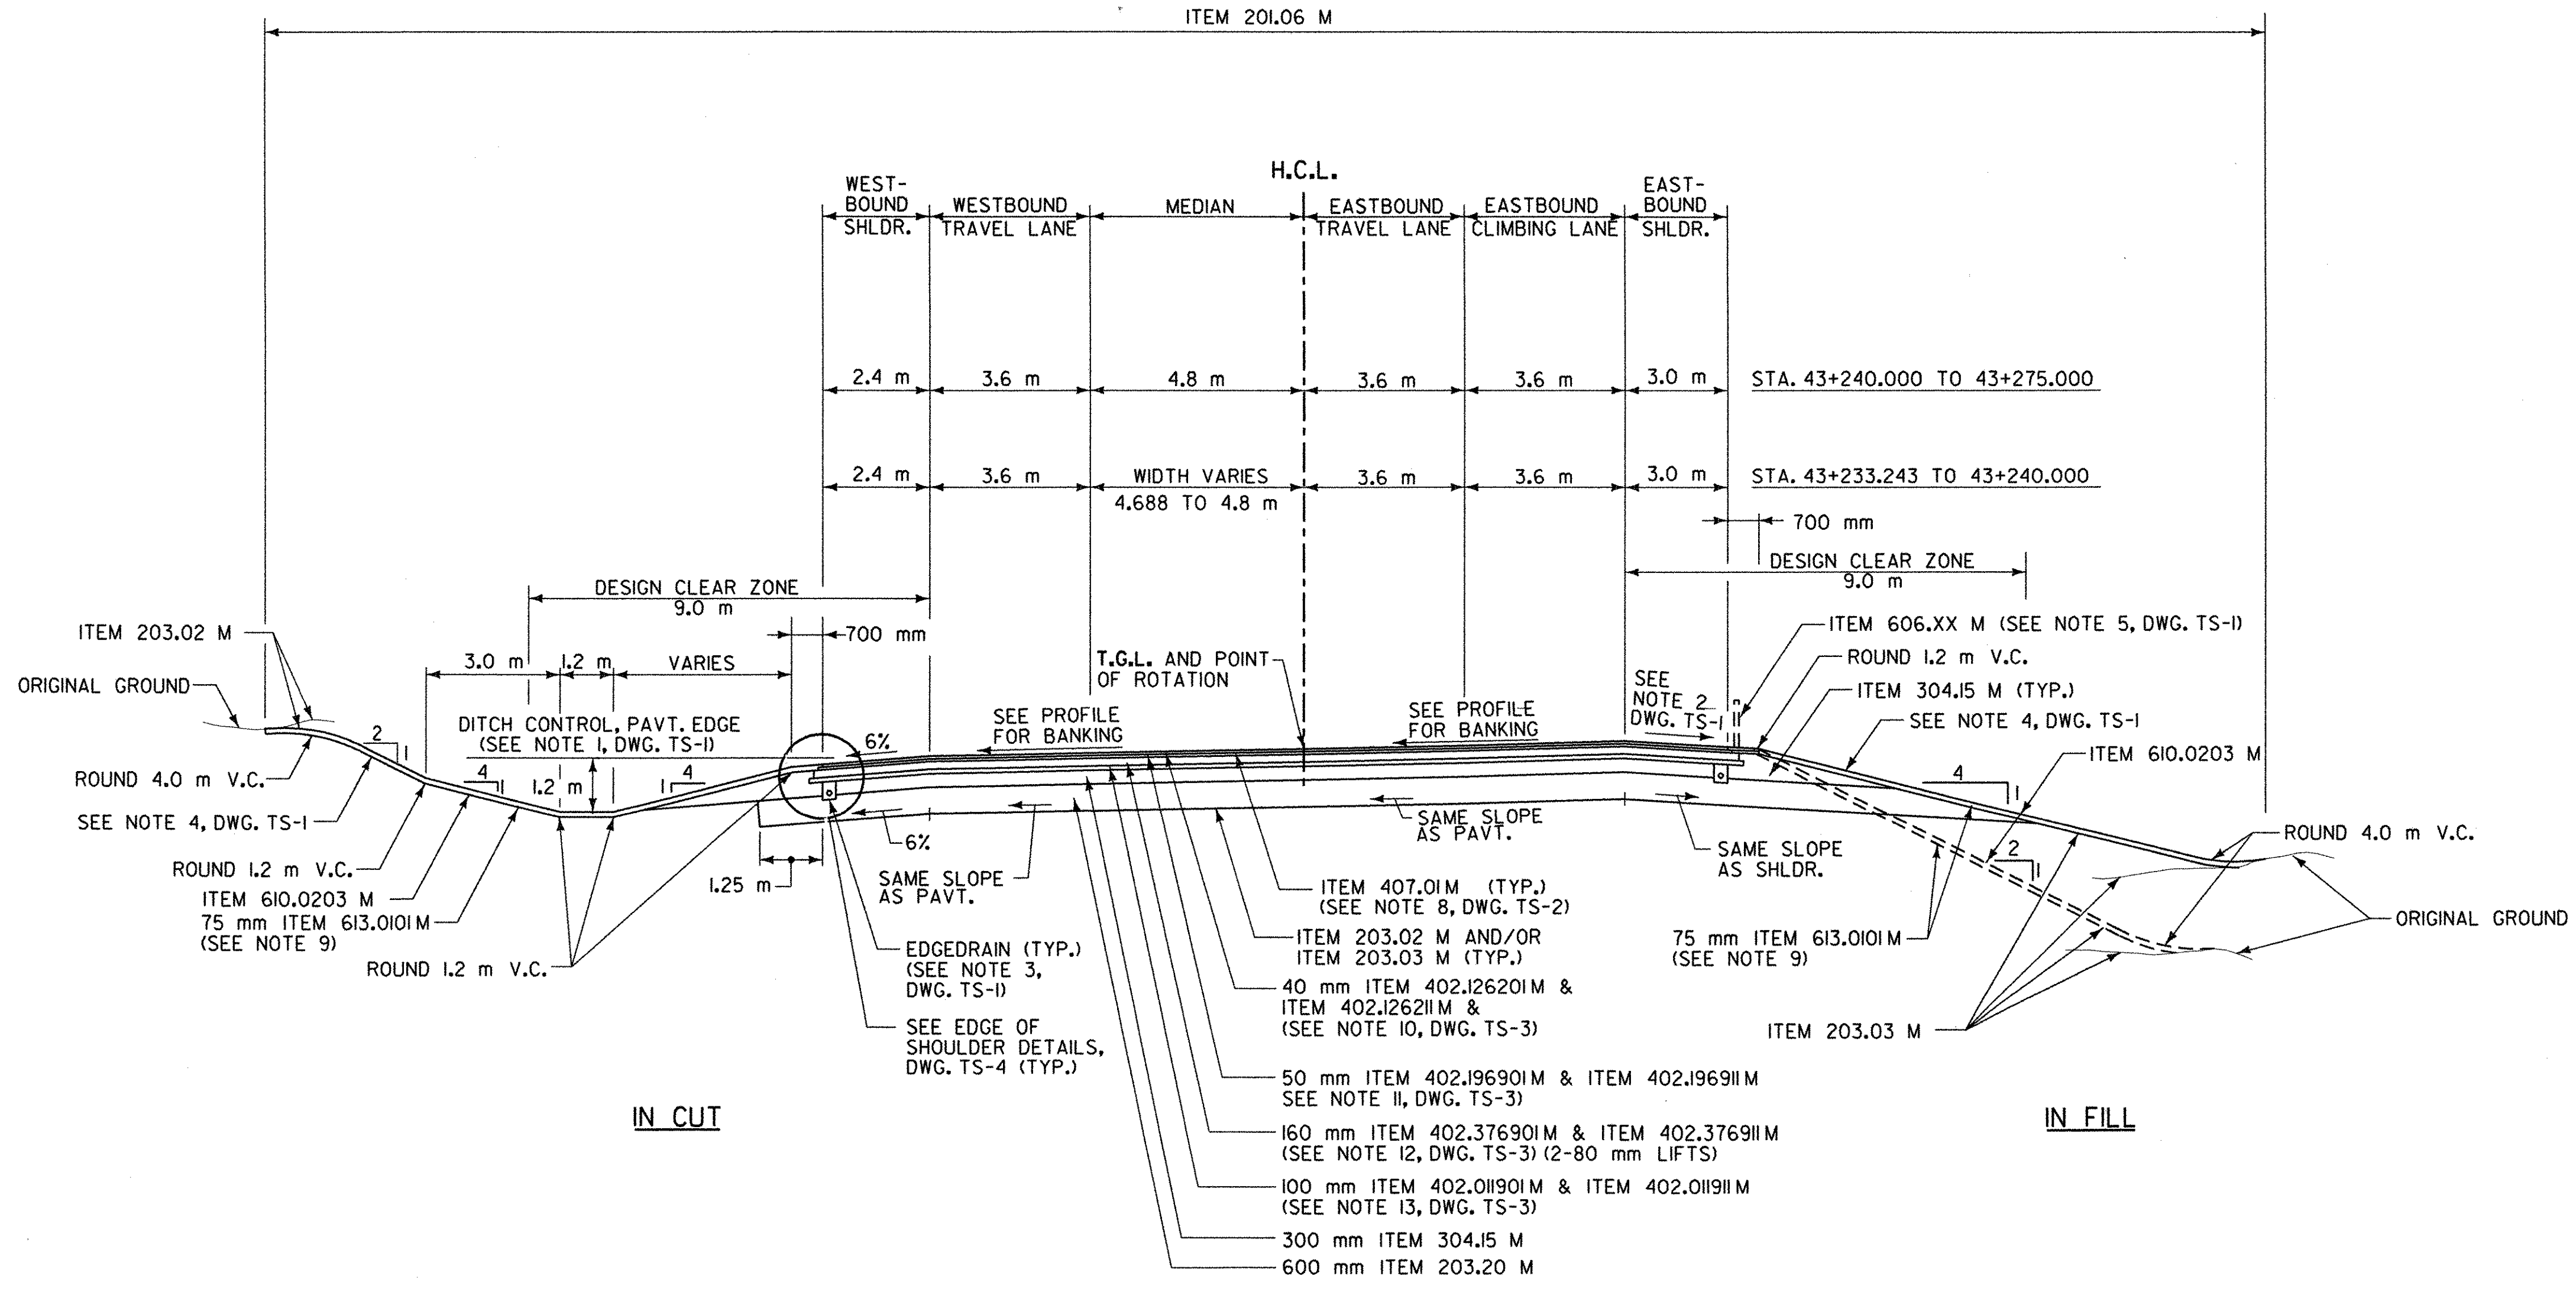 ITEM 201.06 M
H.C.L.
WEST-
BOUND
SHLDR.
WESTBOUND
TRAVEL LANE
MEDIAN
EASTBOUND
TRAVEL LANE
EASTBOUND
CLIMBING LANE
EAST-
BOUND
SHLDR.
2.4 m
3.6 m
4.8 m
3.6 m
3.6 m
3.0 m
STA. 43+240.000 TO 43+275.000
2.4 m
3.6 m
WIDTH VARIES
4.688 TO 4.8 m
3.6 m
3.6 m
3.0 m
STA. 43+233.243 TO 43+240.000
700 mm
DESIGN CLEAR ZONE
9.0 m
DESIGN CLEAR ZONE
9.0 m
700 mm
ITEM 203.02 M
ORIGINAL GROUND
3.0 m
1.2 m
VARIES
DITCH CONTROL, PAVT. EDGE
(SEE NOTE 1, DWG. TS-1)
2
1
4
1
1.2 m
4
1
6%
ROUND 4.0 m V.C.
SEE NOTE 4, DWG. TS-1
ROUND 1.2 m V.C.
ITEM 610.0203 M
75 mm ITEM 613.0101 M
(SEE NOTE 9)
ROUND 1.2 m V.C.
1.25 m
T.G.L. AND POINT
OF ROTATION
SEE PROFILE
FOR BANKING
SEE PROFILE
FOR BANKING
SEE
NOTE 2
DWG. TS-1
6%
SAME SLOPE
AS PAVT.
SAME SLOPE
AS PAVT.
SAME SLOPE
AS SHLDR.
EDGEDRAIN (TYP.)
(SEE NOTE 3,
DWG. TS-1)
SEE EDGE OF
SHOULDER DETAILS,
DWG. TS-4 (TYP.)
ITEM 407.01 M (TYP.)
(SEE NOTE 8, DWG. TS-2)
ITEM 203.02 M AND/OR
ITEM 203.03 M (TYP.)
40 mm ITEM 402.126201 M &
ITEM 402.126211 M &
(SEE NOTE 10, DWG. TS-3)
50 mm ITEM 402.196901 M & ITEM 402.196911 M
SEE NOTE 11, DWG. TS-3)
160 mm ITEM 402.376901 M & ITEM 402.376911 M
(SEE NOTE 12, DWG. TS-3) (2-80 mm LIFTS)
100 mm ITEM 402.011901 M & ITEM 402.011911 M
(SEE NOTE 13, DWG. TS-3)
300 mm ITEM 304.15 M
600 mm ITEM 203.20 M
ITEM 606.XX M (SEE NOTE 5, DWG. TS-1)
ROUND 1.2 m V.C.
ITEM 304.15 M (TYP.)
SEE NOTE 4, DWG. TS-1
ITEM 610.0203 M
4
1
2
1
ROUND 4.0 m V.C.
ORIGINAL GROUND
75 mm ITEM 613.0101 M
(SEE NOTE 9)
ITEM 203.03 M
IN CUT
IN FILL